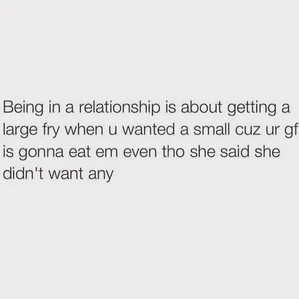 Being in a relationship is about getting a
large fry when u wanted a small cuz ur gf
is gonna eat em even tho she said she
didn't want any